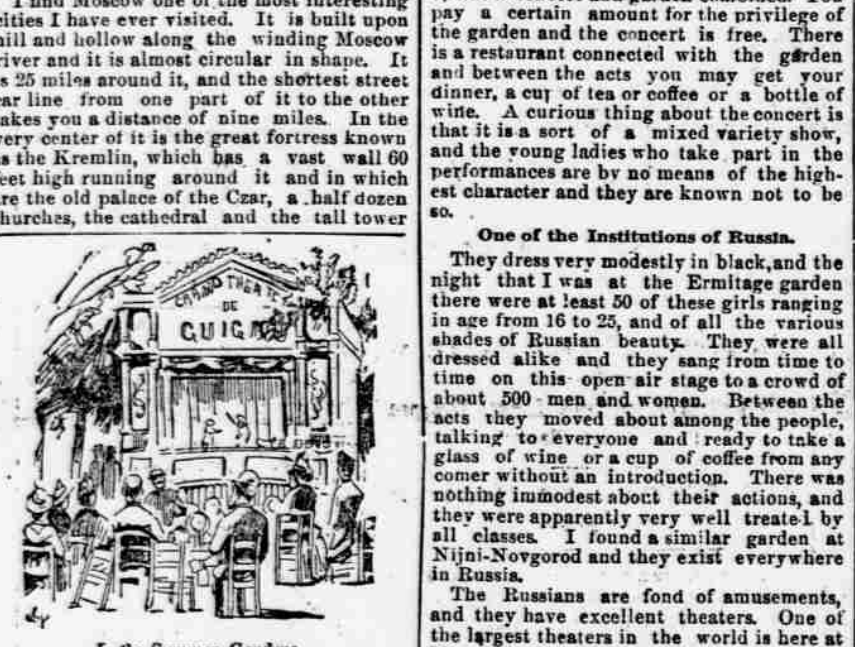 cities I have ever visited. It is built upon
hill and hollow along the winding Moscow
river and it is almost circular in shape. It
s 25 miles around it, and the shortest street
car line from one part of it to the other
akes you a distance of nine miles. In the
very center of it is the great fortress known
as the Kremlin, which has a vast wall 60
feet high running around it and in which
are the old palace of the Czar, a half dozen
churches, the cathedral and the tall tower
DE
pay a certain amount for the privilege of
the garden and the concert is free. There
is a restaurant connected with the garden
and between the acts you may get your
dinner, a cup of tea or coffee or a bottle of
wine. A curious thing about the concert is
that it is a sort of a mixed variety show,
and the young ladies who take part in the
performances are by no means of the high-
est character and they are known not to be
so.
One of the Institutions of Russia.
They dress very modestly in black, and the
night that I was at the Ermitage garden
there were at least 50 of these girls ranging
in age from 16 to 25, and of all the various
shades of Russian beauty. They were all
dressed alike and they sang from time to
time on this open air stage to a crowd of
about 500 men and women. Between the
acts they moved about among the people,
talking to everyone and ready to take a
glass of wine or a cup of coffee from any
comer without an introduction. There was
nothing immodest about their actions, and
they were apparently very well treated by
all classes. I found a similar garden at
Nijni-Novgorod and they exist everywhere
in Russia.
The Russians are fond of amusements,
and they have excellent theaters. One of
the largest theaters in the world is here at